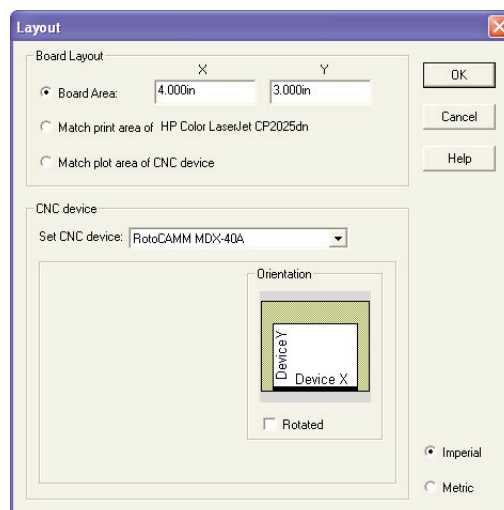 Layout
Board Layout
X Y
Board Area: 4.000in 3.000in
Match print area of HP Color LaserJet CP2025dn
Match plot area of CNC device
OK
Cancel
Help
CNC device
Set CNC device: RotoCAMM MDX-40A
Orientation
Device Y
Device X
Rotated
Imperial
Metric